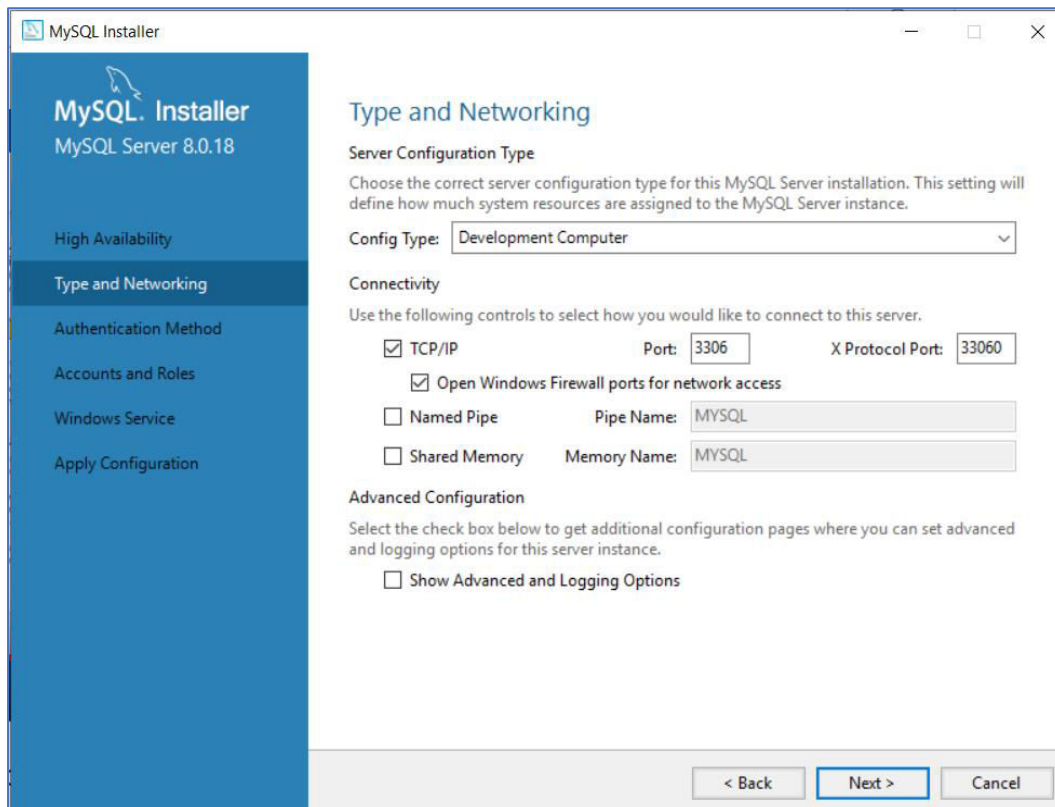 MySQL Installer
MySQL. Installer
MySQL Server 8.0.18
High Availability
Type and Networking
Authentication Method
Accounts and Roles
Windows Service
Apply Configuration
Type and Networking
Server Configuration Type
Choose the correct server configuration type for this MySQL Server installation. This setting will
define how much system resources are assigned to the MySQL Server instance.
Config Type: Development Computer
Connectivity
Use the following controls to select how you would like to connect to this server.
TCP/IP Port: 3306 X Protocol Port: 33060
Open Windows Firewall ports for network access
Named Pipe Pipe Name: MYSQL
Shared Memory Memory Name: MYSQL
Advanced Configuration
Select the check box below to get additional configuration pages where you can set advanced
and logging options for this server instance.
Show Advanced and Logging Options
< Back Next > Cancel